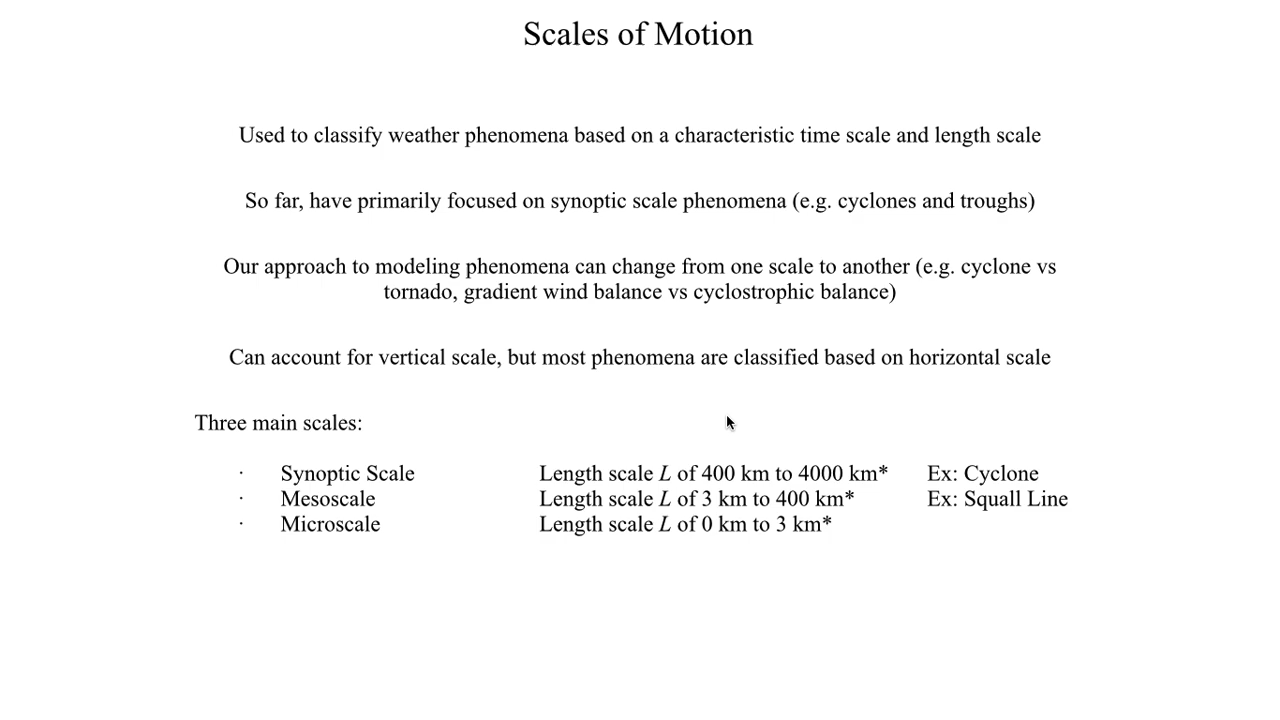 Scales of Motion
Used to classify weather phenomena based on a characteristic time scale and length scale
So far, have primarily focused on synoptic scale phenomena (e.g. cyclones and troughs)
Our approach to modeling phenomena can change from one scale to another (e.g. cyclone vs
tornado, gradient wind balance vs cyclostrophic balance)
Can account for vertical scale, but most phenomena are classified based on horizontal scale
Three main scales:
· Synoptic Scale Length scale L of 400 km to 4000 km* Ex: Cyclone
· Mesoscale Length scale L of 3 km to 400 km* Ex: Squall Line
· Microscale Length scale L of 0 km to 3 km*